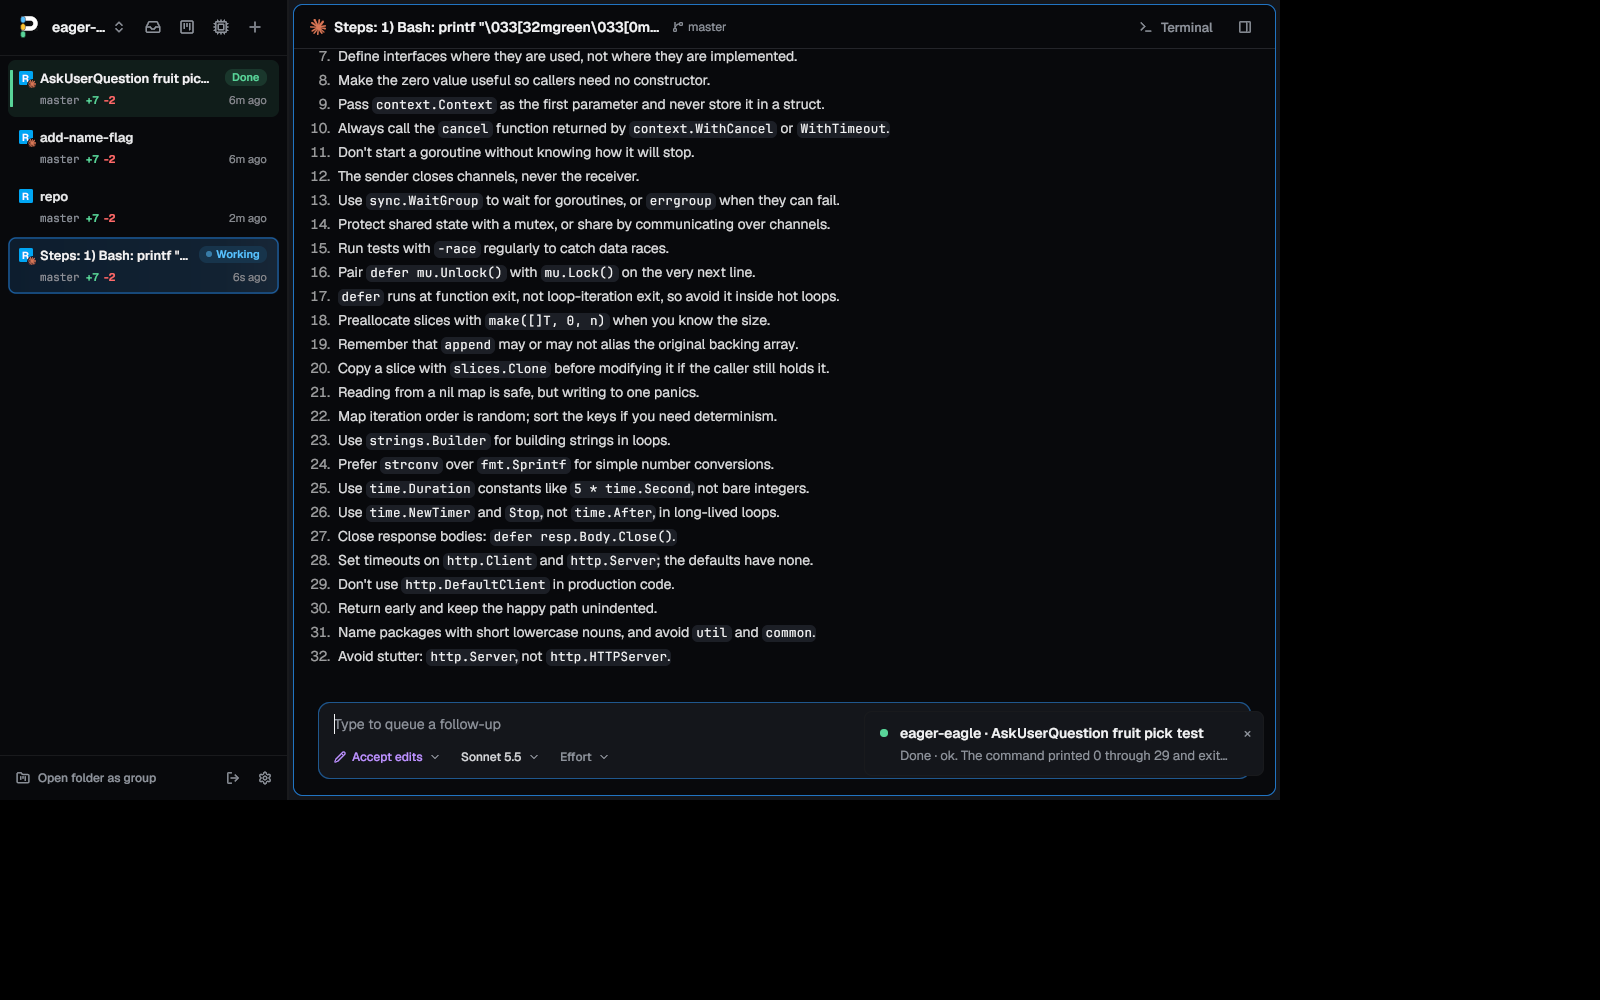 eager-...
AskUserQuestion fruit pic... Done
master +7 -2 6m ago
add-name-flag
master +7 -2 6m ago
R repo
master +7 -2 2m ago
Steps: 1) Bash: printf "... Working
master +7 -2 6s ago
Open folder as group
Steps: 1) Bash: printf "\033[32mgreen\033[0m... master Terminal
7. Define interfaces where they are used, not where they are implemented.
8. Make the zero value useful so callers need no constructor.
9. Pass context.Context as the first parameter and never store it in a struct.
10. Always call the cancel function returned by context.WithCancel or WithTimeout.
11. Don't start a goroutine without knowing how it will stop.
12. The sender closes channels, never the receiver.
13. Use sync.WaitGroup to wait for goroutines, or errgroup when they can fail.
14. Protect shared state with a mutex, or share by communicating over channels.
15. Run tests with -race regularly to catch data races.
16. Pair defer mu.Unlock() with mu.Lock() on the very next line.
17. defer runs at function exit, not loop-iteration exit, so avoid it inside hot loops.
18. Preallocate slices with make([]T, 0, n) when you know the size.
19. Remember that append may or may not alias the original backing array.
20. Copy a slice with slices.Clone before modifying it if the caller still holds it.
21. Reading from a nil map is safe, but writing to one panics.
22. Map iteration order is random; sort the keys if you need determinism.
23. Use strings.Builder for building strings in loops.
24. Prefer strconv over fmt.Sprintf for simple number conversions.
25. Use time.Duration constants like 5 * time.Second, not bare integers.
26. Use time.NewTimer and Stop, not time.After, in long-lived loops.
27. Close response bodies: defer resp.Body.Close().
28. Set timeouts on http.Client and http.Server; the defaults have none.
29. Don't use http.DefaultClient in production code.
30. Return early and keep the happy path unindented.
31. Name packages with short lowercase nouns, and avoid util and common.
32. Avoid stutter: http.Server, not http.HTTPServer.
Type to queue a follow-up
Accept edits Sonnet 5.5 Effort
eager-eagle · AskUserQuestion fruit pick test
Done · ok. The command printed 0 through 29 and exit...